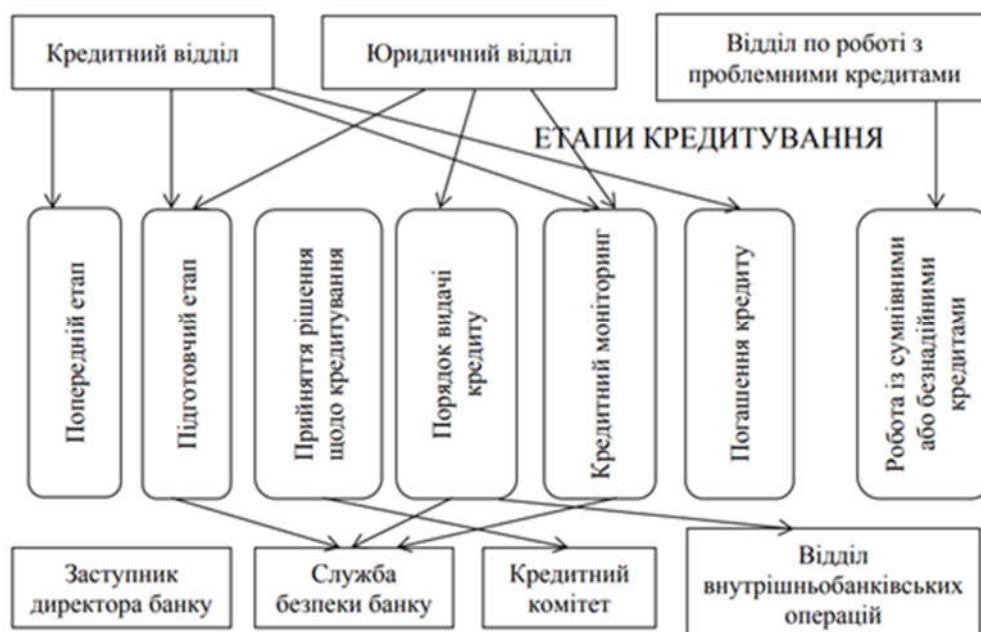 Кредитний відділ
Юридичний відділ
Відділ по роботі з
проблемними кредитами
ЕТАПИ КРЕДИТУВАННЯ
Попередній етап
Підготовчий етап
Прийняття рішення
щодо кредитування
Порядок видачі
кредиту
Кредитний моніторинг
Погашення кредиту
Робота із сумнівними
або безнадійними
кредитами
Заступник
директора банку
Служба
безпеки банку
Кредитний
комітет
Відділ
внутрішньобанківських
операцій